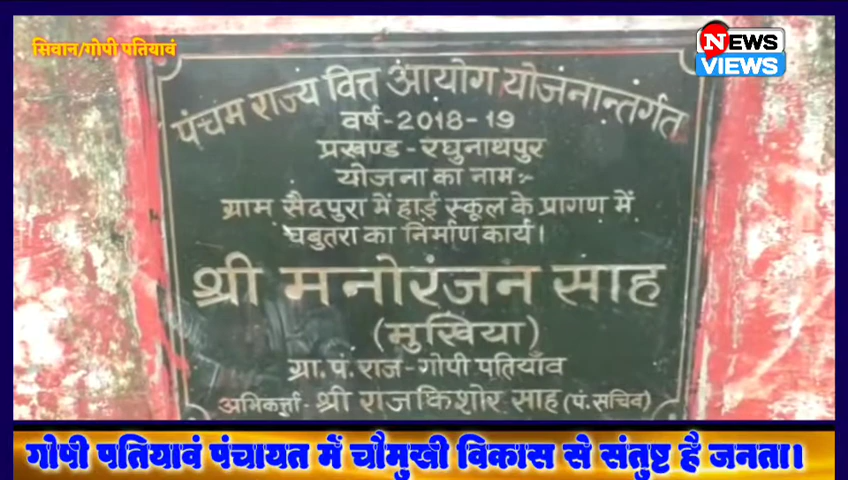 सिवान/गोपी पतियावं
NEWS
VIEWS
पंचम राज्य वित्त आयोग योजनान्तर्गत
वर्ष-2018-19
प्रखण्ड-रघुनाथपुर
योजना का नाम:-
ग्राम सैदपुरा में हाई स्कूल के प्रागण में
चबुतरा का निर्माण कार्य।
श्री मनोरंजन साह
(मुखिया)
ग्रा.पं.राज-गोपी पतियाँव
अभिकर्त्ता-श्री राजकिशोर साह(पं.सचिव)
गोपी पतियावं पंचायत में चौमुखी विकास से संतुष्ट है जनता।